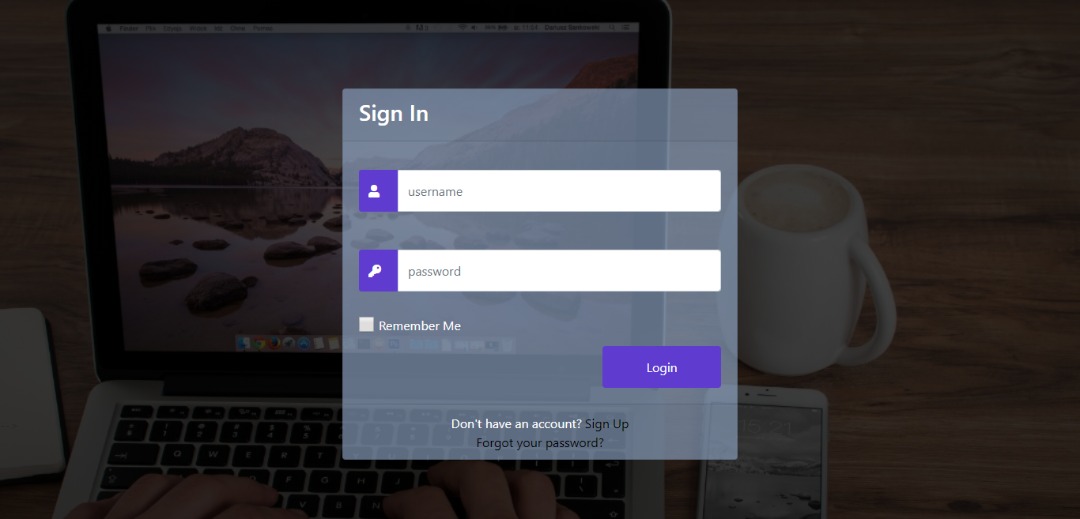 Sign In
username
password
Remember Me
Login
Don't have an account? Sign Up
Forgot your password?